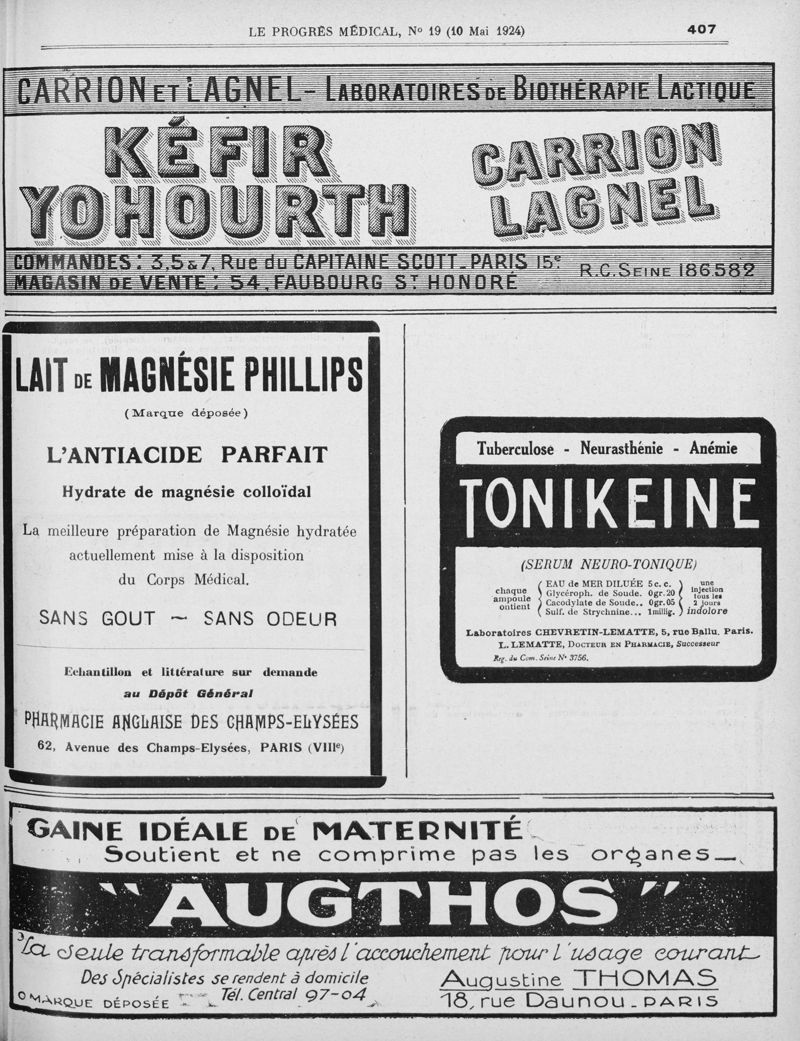 LE PROGRÈS MÉDICAL, No 19 (10 Mai 1924)
407
CARRION ET LAGNEL - LABORATOIRES DE BIOTHÉRAPIE LACTIQUE
KÉFIR
YOHOURTH
CARRION
LAGNEL
COMMANDES: 3,5 & 7, Rue du CAPITAINE SCOTT_PARIS 15e
MAGASIN DE VENTE: 54, FAUBOURG ST HONORÉ
R.C. SEINE 186582
LAIT DE MAGNÉSIE PHILLIPS
(Marque déposée)
L'ANTIACIDE PARFAIT
Hydrate de magnésie colloïdal
La meilleure préparation de Magnésie hydratée
actuellement mise à la disposition
du Corps Médical.
SANS GOUT ~ SANS ODEUR
Echantillon et littérature sur demande
au Dépôt Général
PHARMACIE ANGLAISE DES CHAMPS-ELYSÉES
62, Avenue des Champs-Elysées, PARIS (VIIIe)
Tuberculose - Neurasthénie - Anémie
TONIKEINE
(SERUM NEURO-TONIQUE)
chaque
ampoule
ontient
EAU de MER DILUÉE 5 c. c.
Glycéroph. de Soude. 0gr. 20
Cacodylate de Soude.. 0gr. 05
Sulf. de Strychnine... 1 millig.
une
injection
tous les
2 jours
indolore
Laboratoires CHEVRETIN-LEMATTE, 5, rue Ballu. Paris.
L. LEMATTE, DOCTEUR EN PHARMACIE, Successeur
Reg. du Com. Seine No 3756.
GAINE IDÉALE DE MATERNITÉ
Soutient et ne comprime pas les organes_
"AUGTHOS"
La seule transformable après l'accouchement pour l'usage courant
Des Spécialistes se rendent à domicile
MARQUE DÉPOSÉE
Tél. Central 97-04
Augustine THOMAS
18, rue Daunou_PARIS